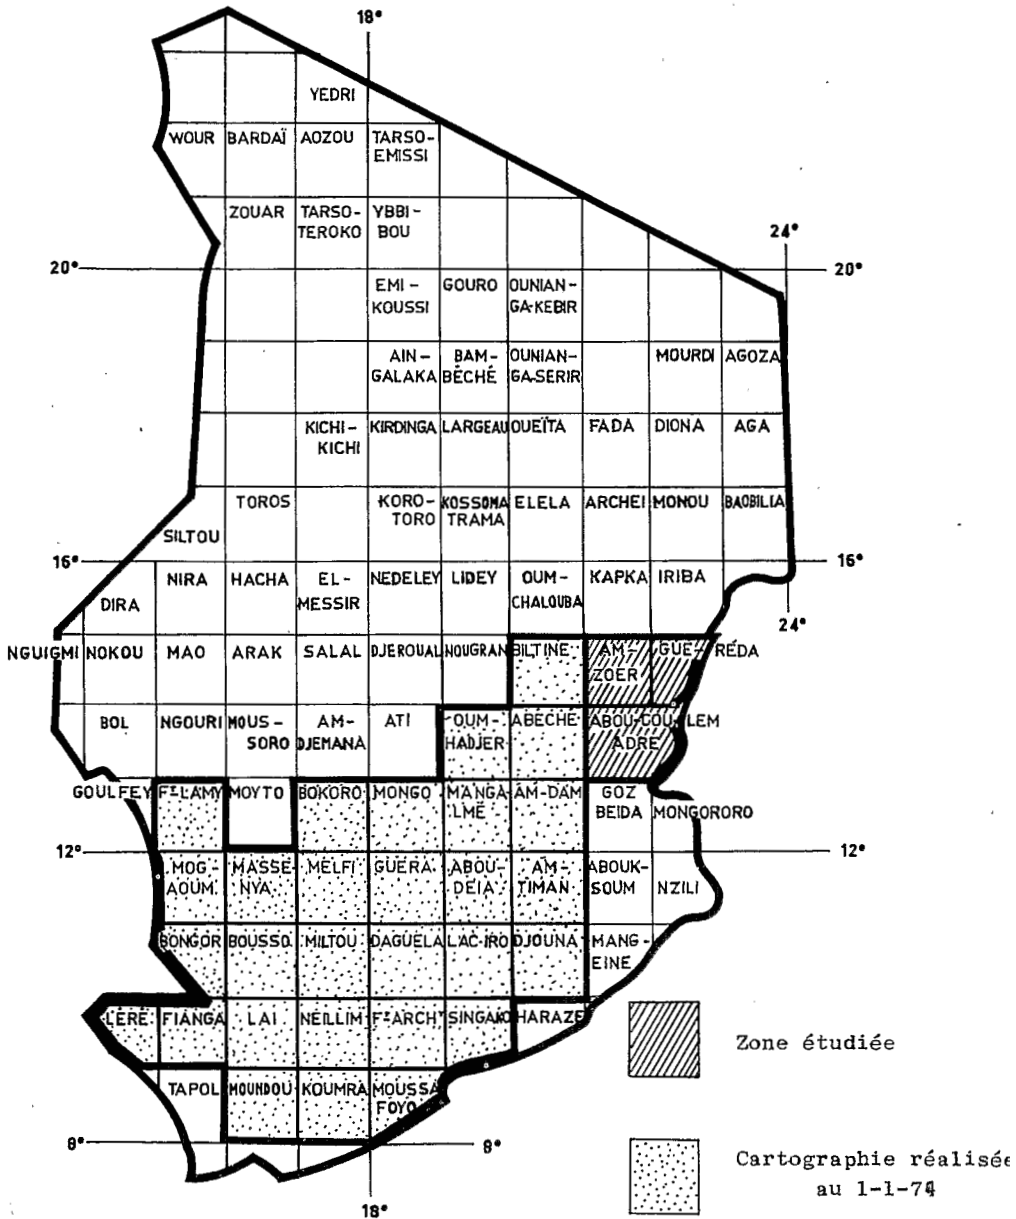 18°
YEDRI
WOUR BARDAÏ AOZOU TARSO-
EMISSI
ZOUAR TARSO- YBBI-
TEROKO BOU
24°
20° 20°
EMI- GOURO OUNIAN-
KOUSSI GA-KEBIR
AIN- BAM- OUNIAN- MOURDI AGOZA
GALAKA BÉCHÉ GA-SERIR
KICHI- KIRDINGA LARGEAU OUEÏTA FADA DIONA AGA
KICHI
TOROS KORO- KOSSOMA ELELA ARCHEI MONOU BAOBILIA
TORO TRAMA
SILTOU
16° 16°
NIRA HACHA EL- NEDELEY LIDEY OUM- KAPKA IRIBA
DIRA MESSIR CHALOUBA
24°
NGUIGMI NOKOU MAO ARAK SALAL DJEROUAL NOUGRAN BILTINE AM- GUE- RÉDA
ZOER
BOL NGOURI MOUS- AM- ATI OUM- ABECHE ABOU-GOU-LEM
SORO DJEMANA HADJER ADRE
GOULFEY Ft LAMY MOYTO BOKORO MONGO MANGA- AM-DAM GOZ
LMÉ BEIDA MONGORORO
12° 12°
MOG- MASSE- MELFI GUERA ABOU- AM- ABOUK-
AOUM NYA DEIA TIMAN SOUM NZILI
BONGOR BOUSSO MILTOU DAGUELA LAC-IRO DJOUNA MANG-
EINE
LERE FIANGA LAI NEILLIM Ft ARCHt SINGAKO HARAZE
Zone étudiée
TAPOL MOUNDOU KOUMRA MOUSSA
FOYO
8° 8°
Cartographie réalisée
au 1-1-74
18°